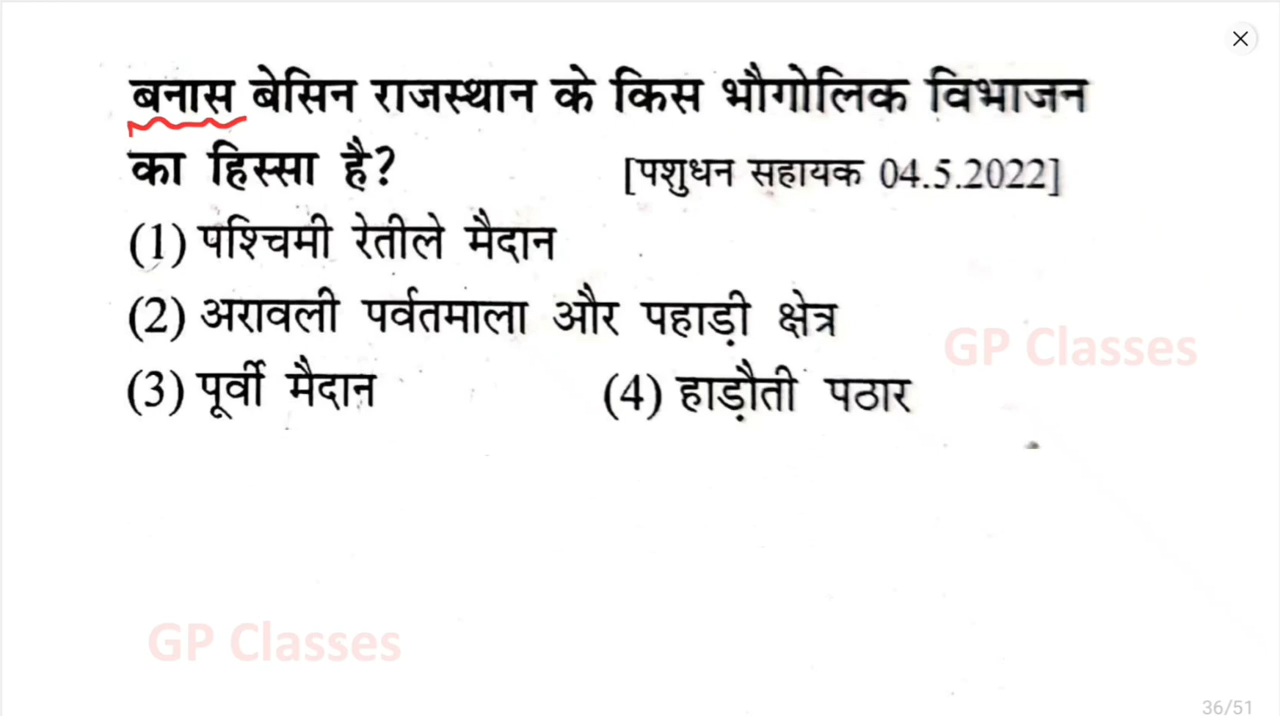 बनास बेसिन राजस्थान के किस भौगोलिक विभाजन
का हिस्सा है? [पशुधन सहायक 04.5.2022]
(1) पश्चिमी रेतीले मैदान
(2) अरावली पर्वतमाला और पहाड़ी क्षेत्र
GP Classes
(3) पूर्वी मैदान (4) हाड़ौती पठार
GP Classes
36/51